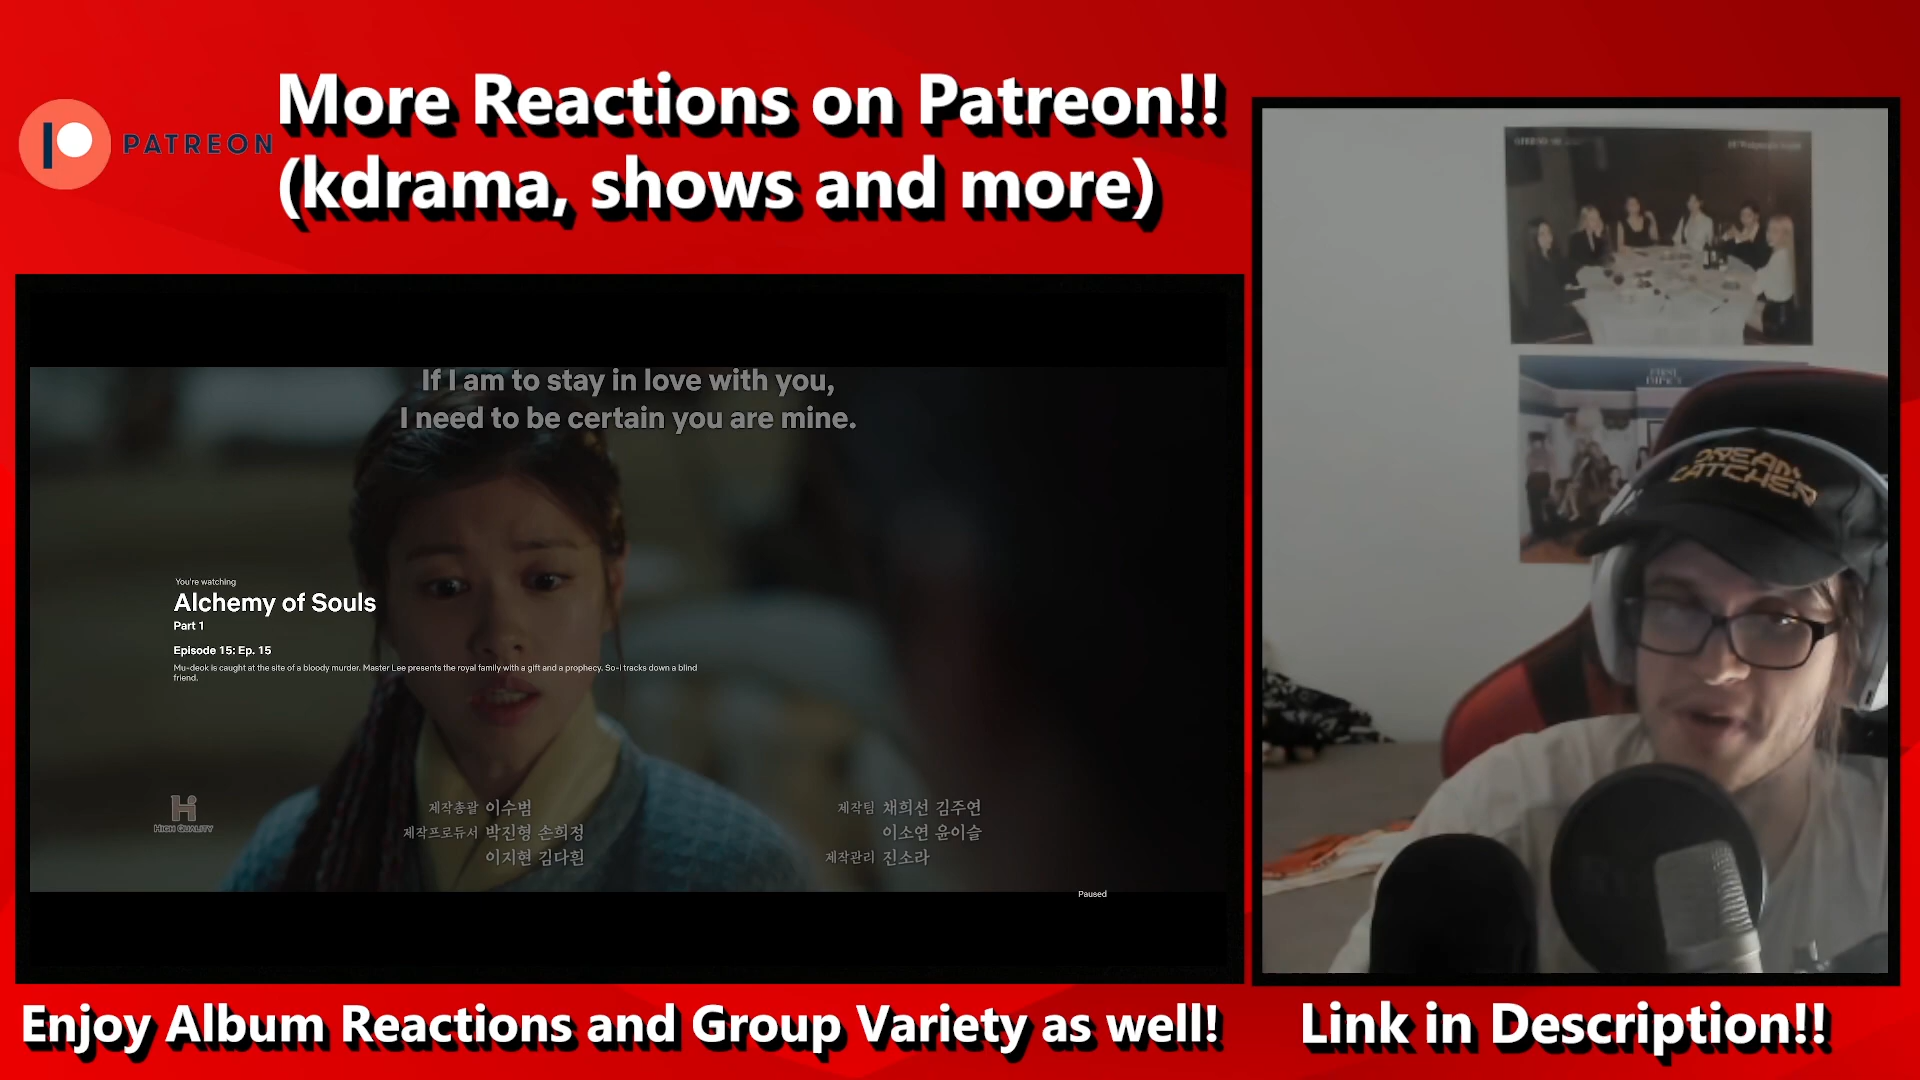 PATREON
More Reactions on Patreon!!
(kdrama, shows and more)
If I am to stay in love with you,
I need to be certain you are mine.
You're watching
Alchemy of Souls
Part 1
Episode 15: Ep. 15
Mu-deok is caught at the site of a bloody murder. Master Lee presents the royal family with a gift and a prophecy. So-i tracks down a blind
friend.
H
HIGH QUALITY
제작총괄 이수범
제작프로듀서 박진형 손희정
이지현 김다흰
제작팀 채희선 김주연
이소연 윤이슬
제작관리 진소라
Paused
DREAM
CATCHER
Enjoy Album Reactions and Group Variety as well!
Link in Description!!